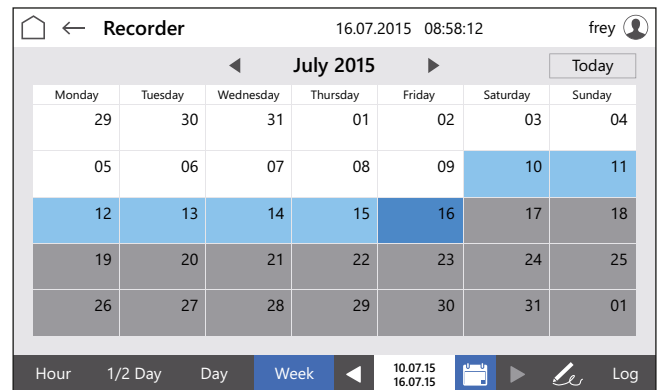 Recorder 16.07.2015 08:58:12 frey
July 2015 Today
Monday Tuesday Wednesday Thursday Friday Saturday Sunday
29 30 31 01 02 03 04
05 06 07 08 09 10 11
12 13 14 15 16 17 18
19 20 21 22 23 24 25
26 27 28 29 30 31 01
Hour 1/2 Day Day Week 10.07.15 Log
16.07.15